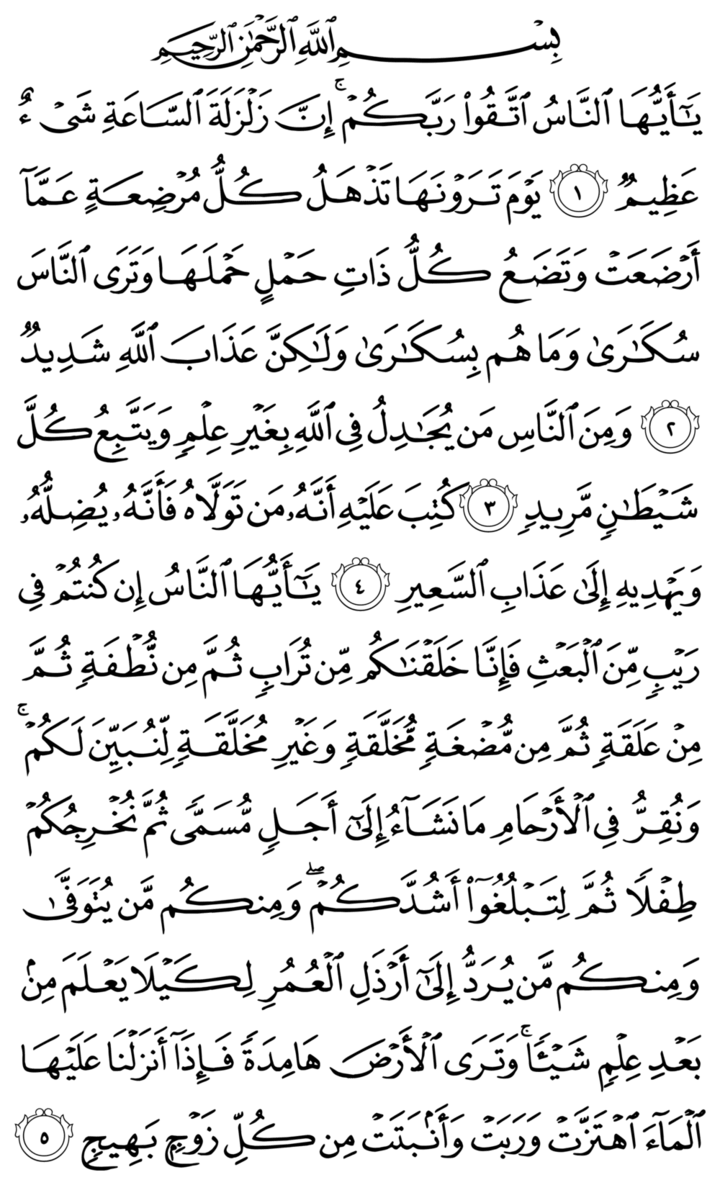 بِسْمِ ٱللَّهِ ٱلرَّحْمَٰنِ ٱلرَّحِيمِ
يَٰٓأَيُّهَا ٱلنَّاسُ ٱتَّقُوا۟ رَبَّكُمْ ۚ إِنَّ زَلْزَلَةَ ٱلسَّاعَةِ شَىْءٌ
عَظِيمٌ ١ يَوْمَ تَرَوْنَهَا تَذْهَلُ كُلُّ مُرْضِعَةٍ عَمَّآ
أَرْضَعَتْ وَتَضَعُ كُلُّ ذَاتِ حَمْلٍ حَمْلَهَا وَتَرَى ٱلنَّاسَ
سُكَٰرَىٰ وَمَا هُم بِسُكَٰرَىٰ وَلَٰكِنَّ عَذَابَ ٱللَّهِ شَدِيدٌ
٢ وَمِنَ ٱلنَّاسِ مَن يُجَٰدِلُ فِى ٱللَّهِ بِغَيْرِ عِلْمٍ وَيَتَّبِعُ كُلَّ
شَيْطَٰنٍ مَّرِيدٍ ٣ كُتِبَ عَلَيْهِ أَنَّهُۥ مَن تَوَلَّاهُ فَأَنَّهُۥ يُضِلُّهُۥ
وَيَهْدِيهِ إِلَىٰ عَذَابِ ٱلسَّعِيرِ ٤ يَٰٓأَيُّهَا ٱلنَّاسُ إِن كُنتُمْ فِى
رَيْبٍ مِّنَ ٱلْبَعْثِ فَإِنَّا خَلَقْنَٰكُم مِّن تُرَابٍ ثُمَّ مِن نُّطْفَةٍ ثُمَّ
مِنْ عَلَقَةٍ ثُمَّ مِن مُّضْغَةٍ مُّخَلَّقَةٍ وَغَيْرِ مُخَلَّقَةٍ لِّنُبَيِّنَ لَكُمْ ۚ
وَنُقِرُّ فِى ٱلْأَرْحَامِ مَا نَشَآءُ إِلَىٰٓ أَجَلٍ مُّسَمًّى ثُمَّ نُخْرِجُكُمْ
طِفْلًا ثُمَّ لِتَبْلُغُوٓا۟ أَشُدَّكُمْ ۖ وَمِنكُم مَّن يُتَوَفَّىٰ
وَمِنكُم مَّن يُرَدُّ إِلَىٰٓ أَرْذَلِ ٱلْعُمُرِ لِكَيْلَا يَعْلَمَ مِنۢ
بَعْدِ عِلْمٍ شَيْـًٔا ۚ وَتَرَى ٱلْأَرْضَ هَامِدَةً فَإِذَآ أَنزَلْنَا عَلَيْهَا
ٱلْمَآءَ ٱهْتَزَّتْ وَرَبَتْ وَأَنۢبَتَتْ مِن كُلِّ زَوْجٍۭ بَهِيجٍ ٥